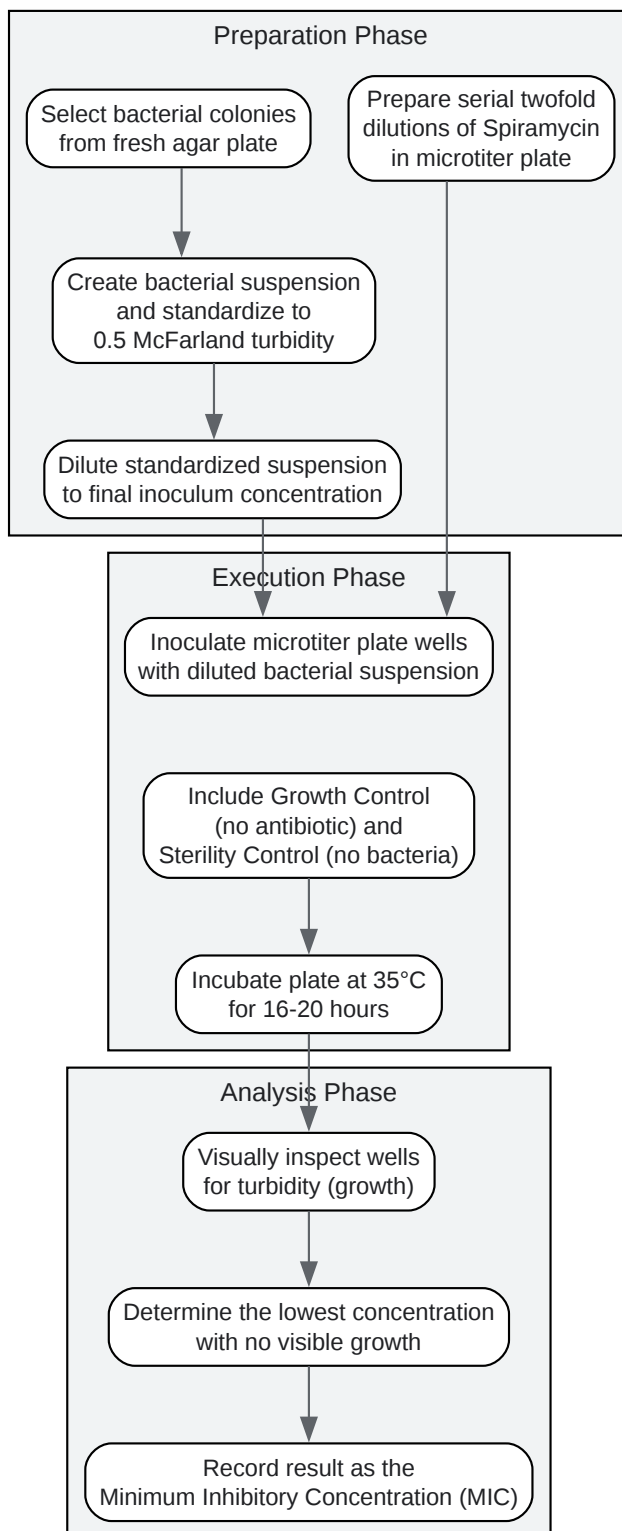 Preparation Phase
Select bacterial colonies
from fresh agar plate
Prepare serial twofold
dilutions of Spiramycin
in microtiter plate
Create bacterial suspension
and standardize to
0.5 McFarland turbidity
Dilute standardized suspension
to final inoculum concentration
Execution Phase
Inoculate microtiter plate wells
with diluted bacterial suspension
Include Growth Control
(no antibiotic) and
Sterility Control (no bacteria)
Incubate plate at 35°C
for 16-20 hours
Analysis Phase
Visually inspect wells
for turbidity (growth)
Determine the lowest concentration
with no visible growth
Record result as the
Minimum Inhibitory Concentration (MIC)